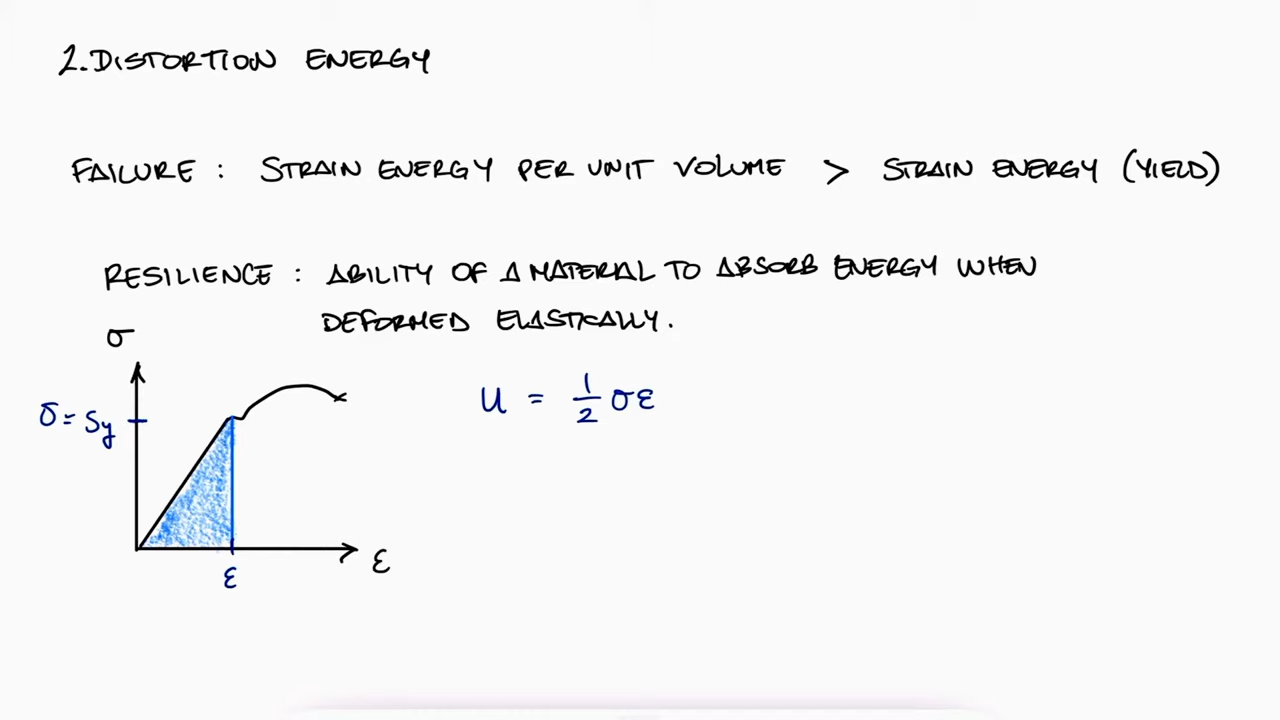 2. DISTORTION ENERGY
FAILURE : STRAIN ENERGY PER UNIT VOLUME > STRAIN ENERGY (YIELD)
RESILIENCE : ABILITY OF A MATERIAL TO ABSORB ENERGY WHEN
DEFORMED ELASTICALLY.
σ
σ = Sy
u = 1/2 σε
ε
ε